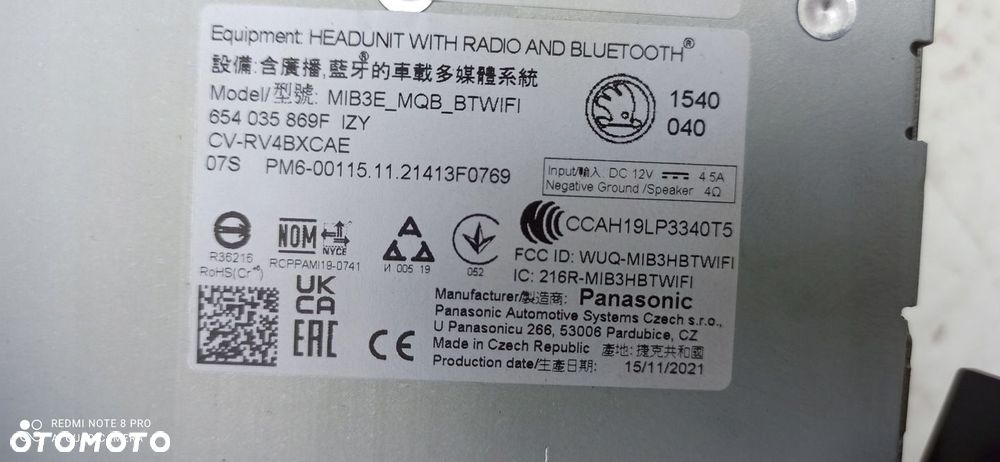 Equipment: HEADUNIT WITH RADIO AND BLUETOOTH®
設備:含廣播,藍牙®的車載多媒體系統
Model/型號: MIB3E_MQB_BTWIFI
654 035 869F IZY
CV-RV4BXCAE
07S PM6-00115.11.21413F0769
1540
040
Input/輸入 DC 12V 4.5A
Negative Ground /Speaker 4Ω
R36216
RoHS(Cr⁺⁶)
NOM
NYCE
RCPPAMI19-0741
И 005 19
052
CCAH19LP3340T5
FCC ID: WUQ-MIB3HBTWIFI
IC: 216R-MIB3HBTWIFI
UK
CA
EAC
CE
Manufacturer/製造商: Panasonic
Panasonic Automotive Systems Czech s.r.o.,
U Panasonicu 266, 53006 Pardubice, CZ
Made in Czech Republic 產地: 捷克共和國
Production date/生產日期: 15/11/2021
REDMI NOTE 8 PRO
AI QUAD CAMERA
OTOMOTO